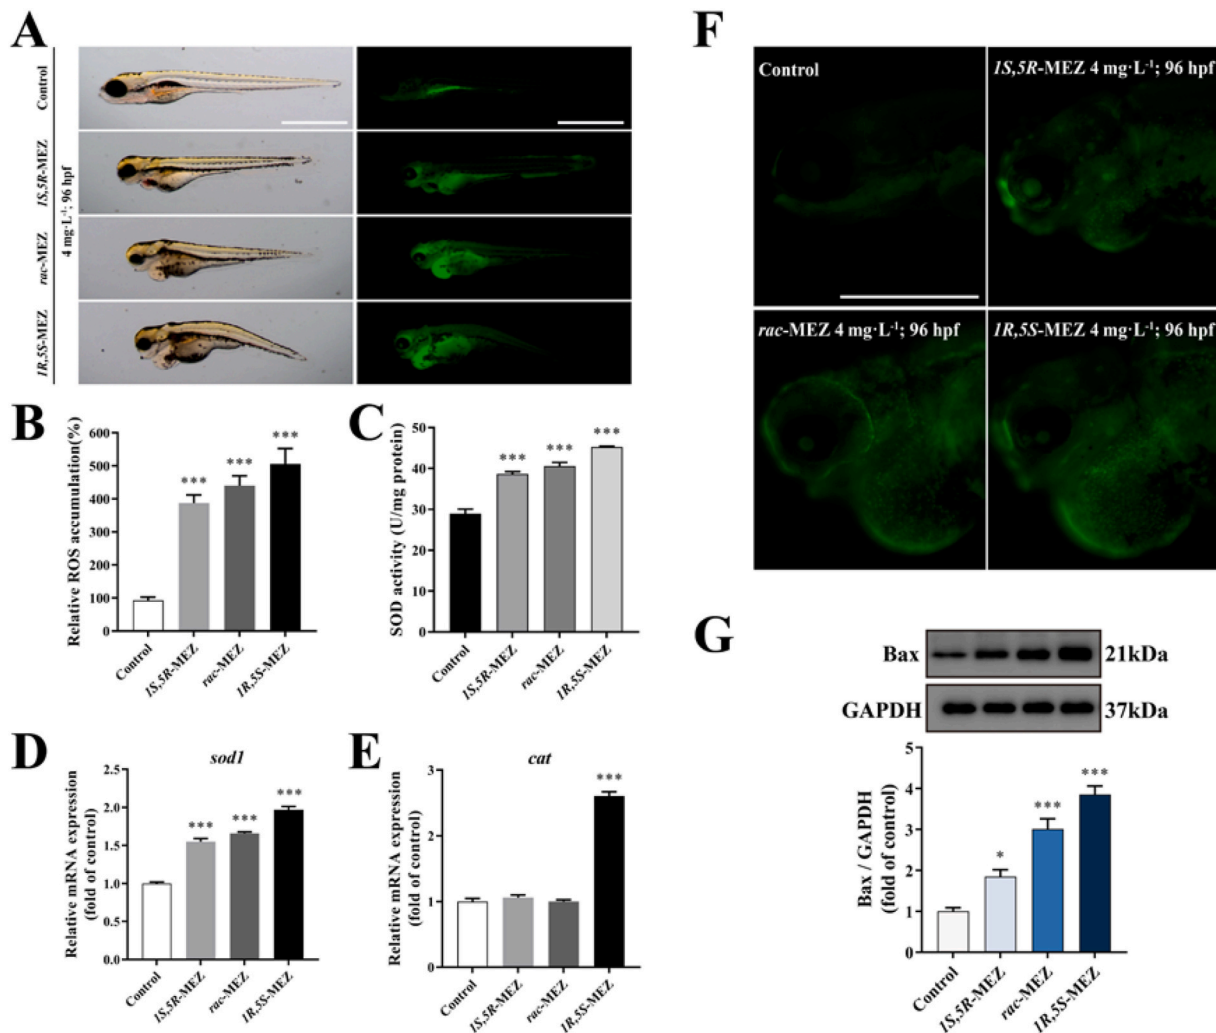 A
Control
4 mg·L-1; 96 hpf
1S,5R-MEZ
rac-MEZ
1R,5S-MEZ
B
Relative ROS accumulation(%)
600
500
400
300
200
100
0
***
***
***
Control
1S,5R-MEZ
rac-MEZ
1R,5S-MEZ
C
SOD activity (U/mg protein)
50
40
30
20
10
0
***
***
***
Control
1S,5R-MEZ
rac-MEZ
1R,5S-MEZ
D
sod1
Relative mRNA expression
(fold of control)
2.5
2.0
1.5
1.0
0.5
0.0
***
***
***
Control
1S,5R-MEZ
rac-MEZ
1R,5S-MEZ
E
cat
Relative mRNA expression
(fold of control)
3
2
1
0
***
Control
1S,5R-MEZ
rac-MEZ
1R,5S-MEZ
F
Control
1S,5R-MEZ 4 mg·L-1; 96 hpf
rac-MEZ 4 mg·L-1; 96 hpf
1R,5S-MEZ 4 mg·L-1; 96 hpf
G
Bax 21kDa
GAPDH 37kDa
Bax / GAPDH
(fold of control)
5
4
3
2
1
0
*
***
***
Control
1S,5R-MEZ
rac-MEZ
1R,5S-MEZ